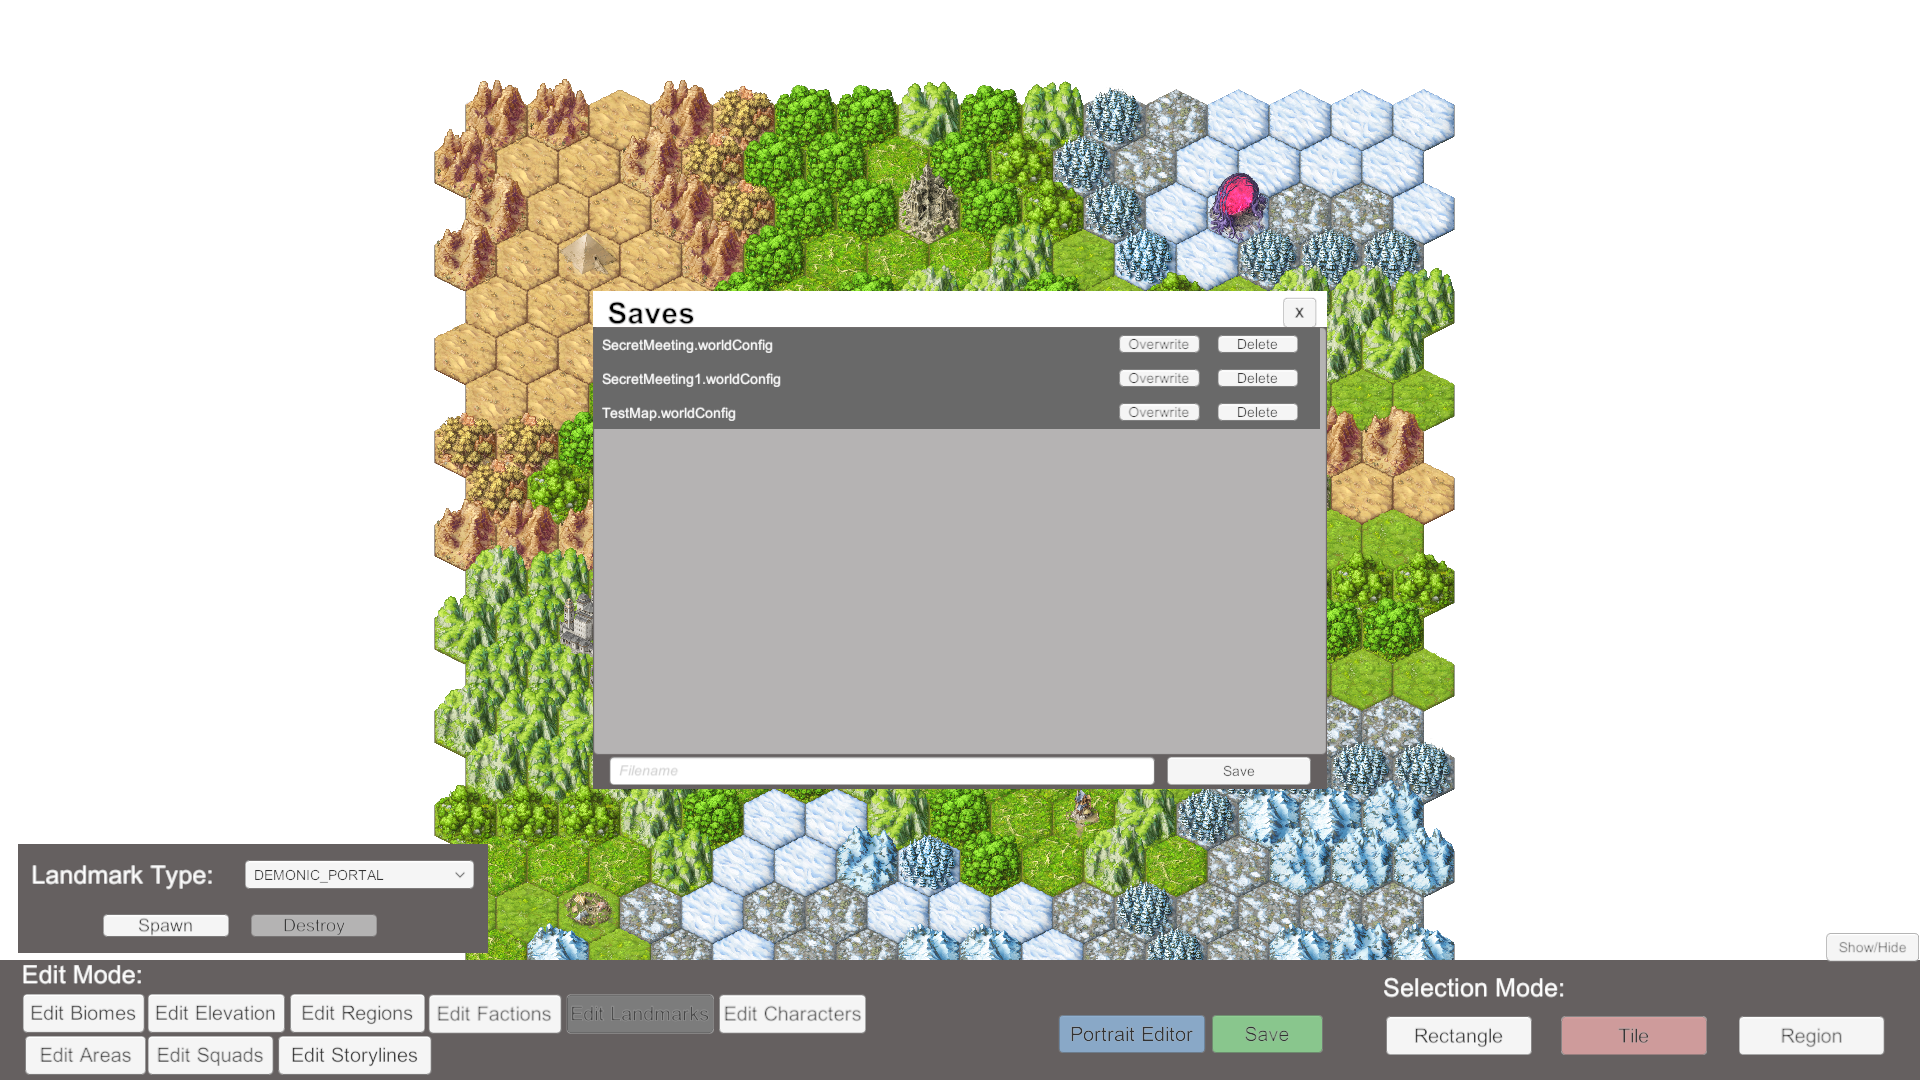 Saves
X
SecretMeeting.worldConfig Overwrite Delete
SecretMeeting1.worldConfig Overwrite Delete
TestMap.worldConfig Overwrite Delete
Filename Save
Landmark Type: DEMONIC_PORTAL
Spawn Destroy
Show/Hide
Edit Mode:
Edit Biomes Edit Elevation Edit Regions Edit Factions Edit Landmarks Edit Characters
Edit Areas Edit Squads Edit Storylines
Portrait Editor Save
Selection Mode:
Rectangle Tile Region